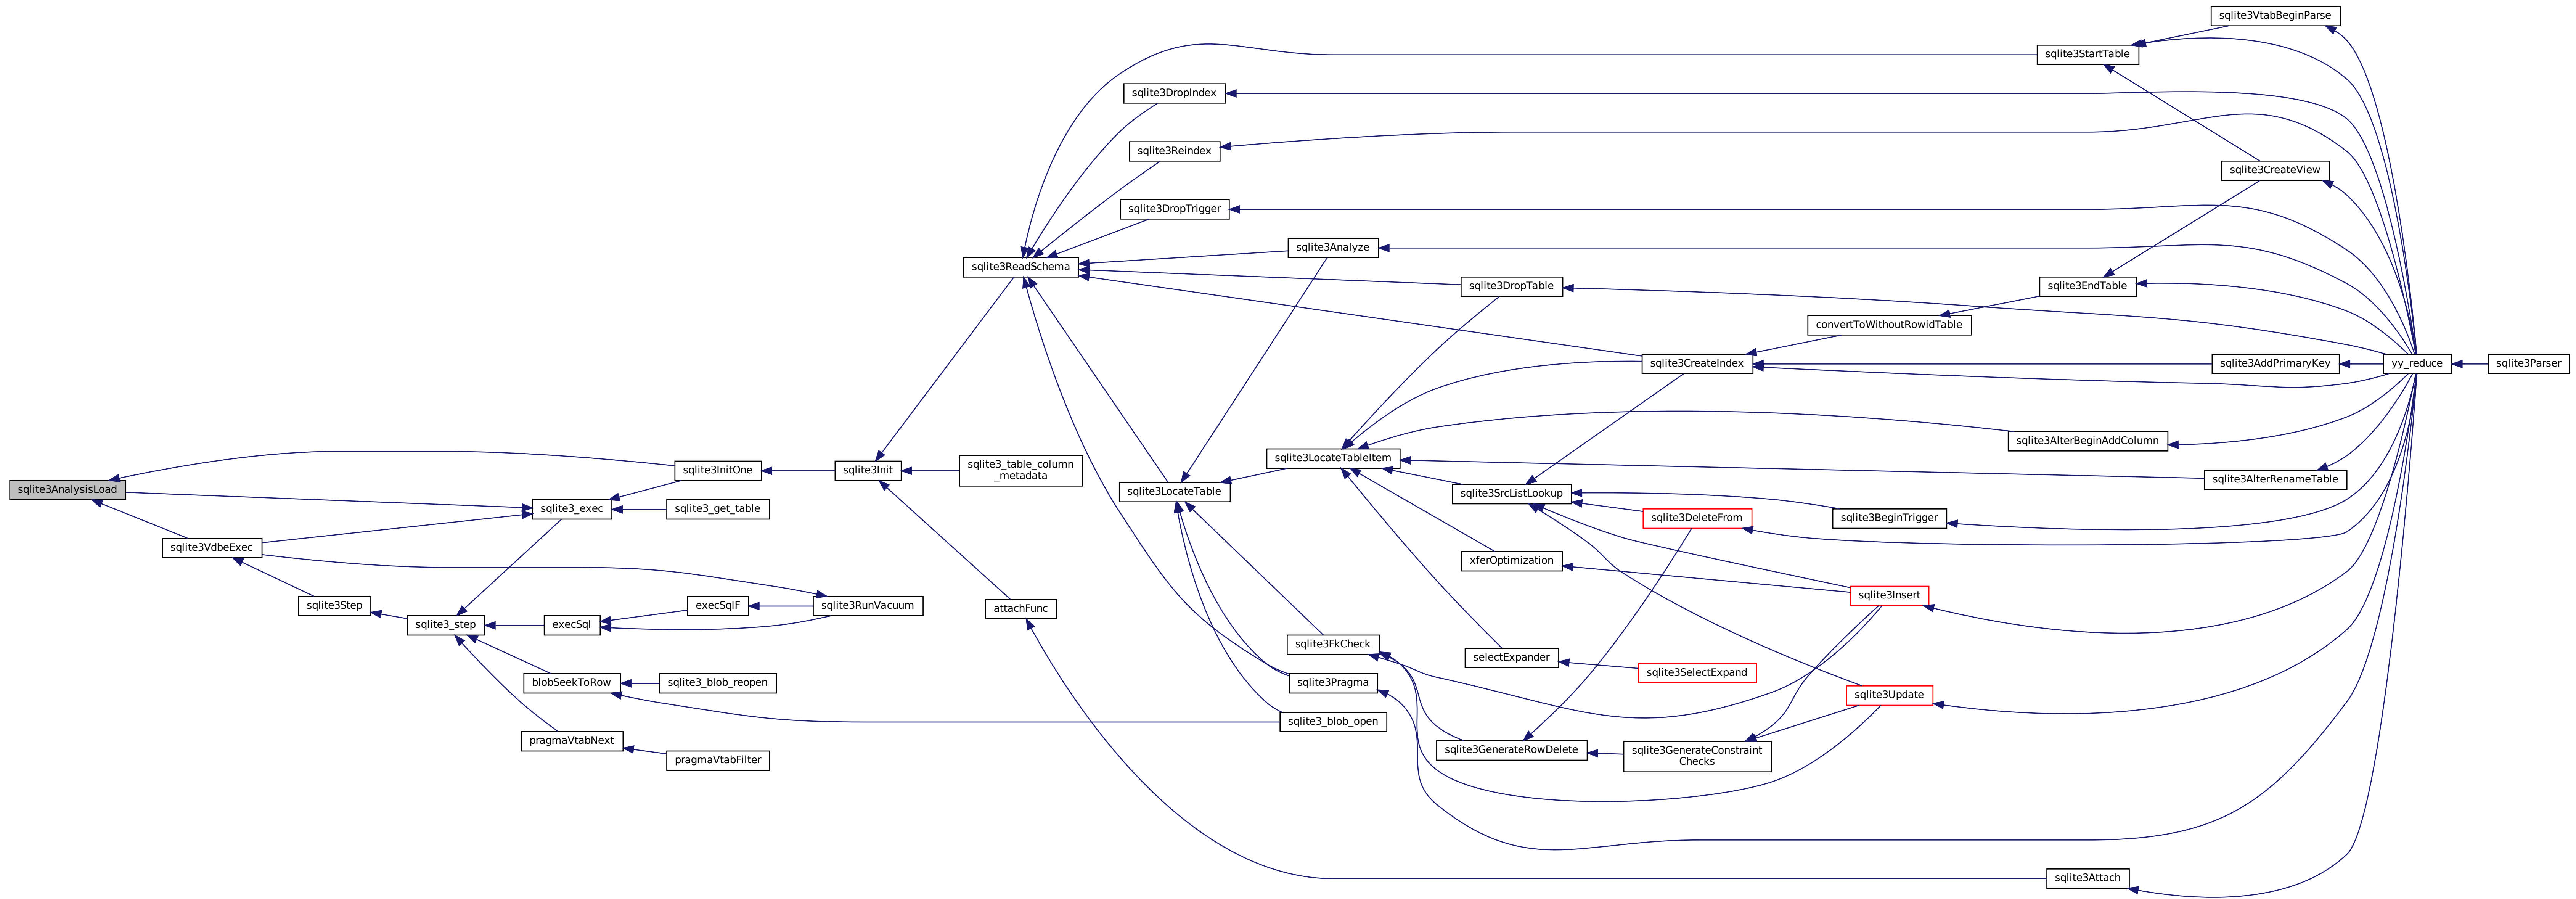 sqlite3VtabBeginParse
sqlite3StartTable
sqlite3DropIndex
sqlite3Reindex
sqlite3CreateView
sqlite3DropTrigger
sqlite3Analyze
sqlite3ReadSchema
sqlite3DropTable
sqlite3EndTable
convertToWithoutRowidTable
sqlite3CreateIndex
sqlite3AddPrimaryKey
yy_reduce
sqlite3Parser
sqlite3AlterBeginAddColumn
sqlite3LocateTableItem
sqlite3InitOne
sqlite3Init
sqlite3_table_column
_metadata
sqlite3AlterRenameTable
sqlite3AnalysisLoad
sqlite3LocateTable
sqlite3SrcListLookup
sqlite3_exec
sqlite3_get_table
sqlite3DeleteFrom
sqlite3BeginTrigger
sqlite3VdbeExec
xferOptimization
sqlite3Insert
sqlite3Step
execSqlF
sqlite3RunVacuum
attachFunc
sqlite3_step
execSql
sqlite3FkCheck
selectExpander
sqlite3SelectExpand
blobSeekToRow
sqlite3_blob_reopen
sqlite3Pragma
sqlite3Update
sqlite3_blob_open
pragmaVtabNext
sqlite3GenerateRowDelete
sqlite3GenerateConstraint
Checks
pragmaVtabFilter
sqlite3Attach